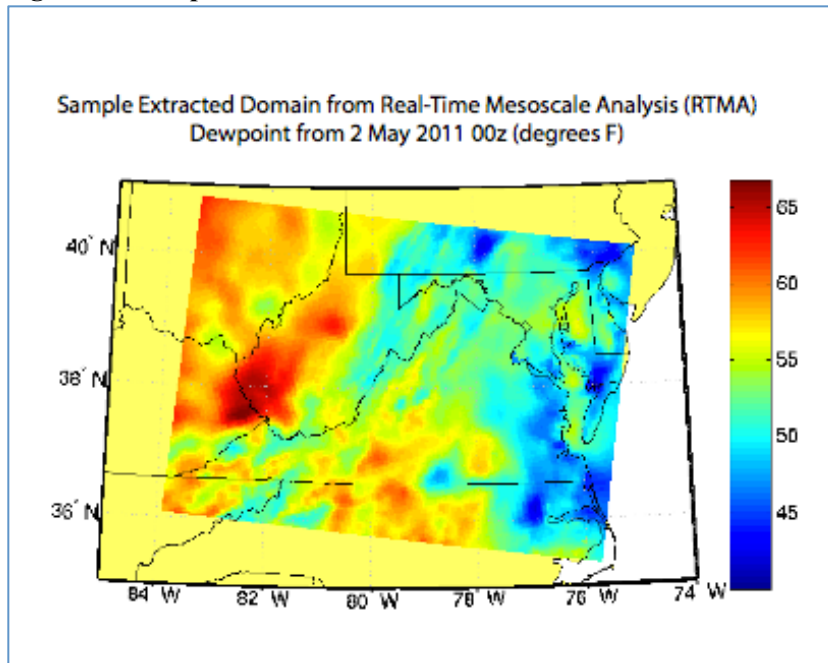 Sample Extracted Domain from Real-Time Mesoscale Analysis (RTMA)
Dewpoint from 2 May 2011 00z (degrees F)
40° N
38° N
36° N
84° W
82° W
80° W
78° W
76° W
74° W
65
60
55
50
45